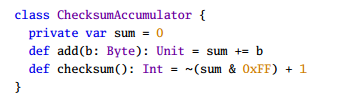 class ChecksumAccumulator {
  private var sum = 0
  def add(b: Byte): Unit = sum += b
  def checksum(): Int = ~(sum & 0xFF) + 1
}